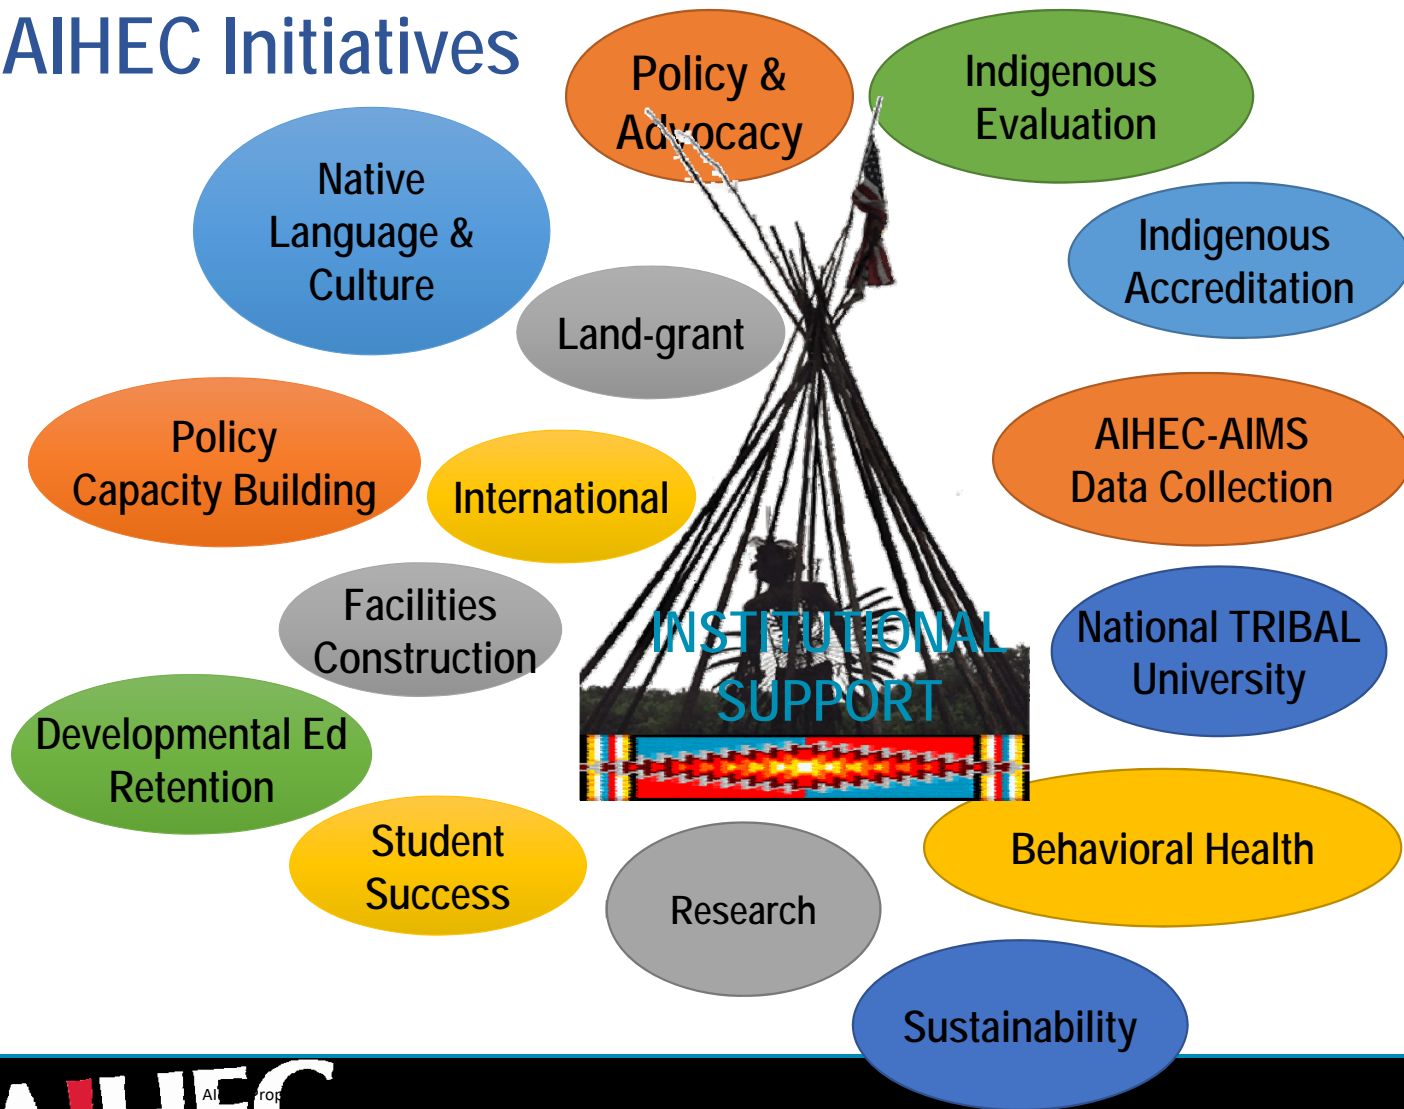 AIHEC Initiatives
Policy &
Advocacy
Indigenous
Evaluation
Native
Language &
Culture
Indigenous
Accreditation
Land-grant
Policy
Capacity Building
International
AIHEC-AIMS
Data Collection
Facilities
Construction
INSTITUTIONAL
SUPPORT
National TRIBAL
University
Developmental Ed
Retention
Student
Success
Research
Behavioral Health
Sustainability
AIHEC